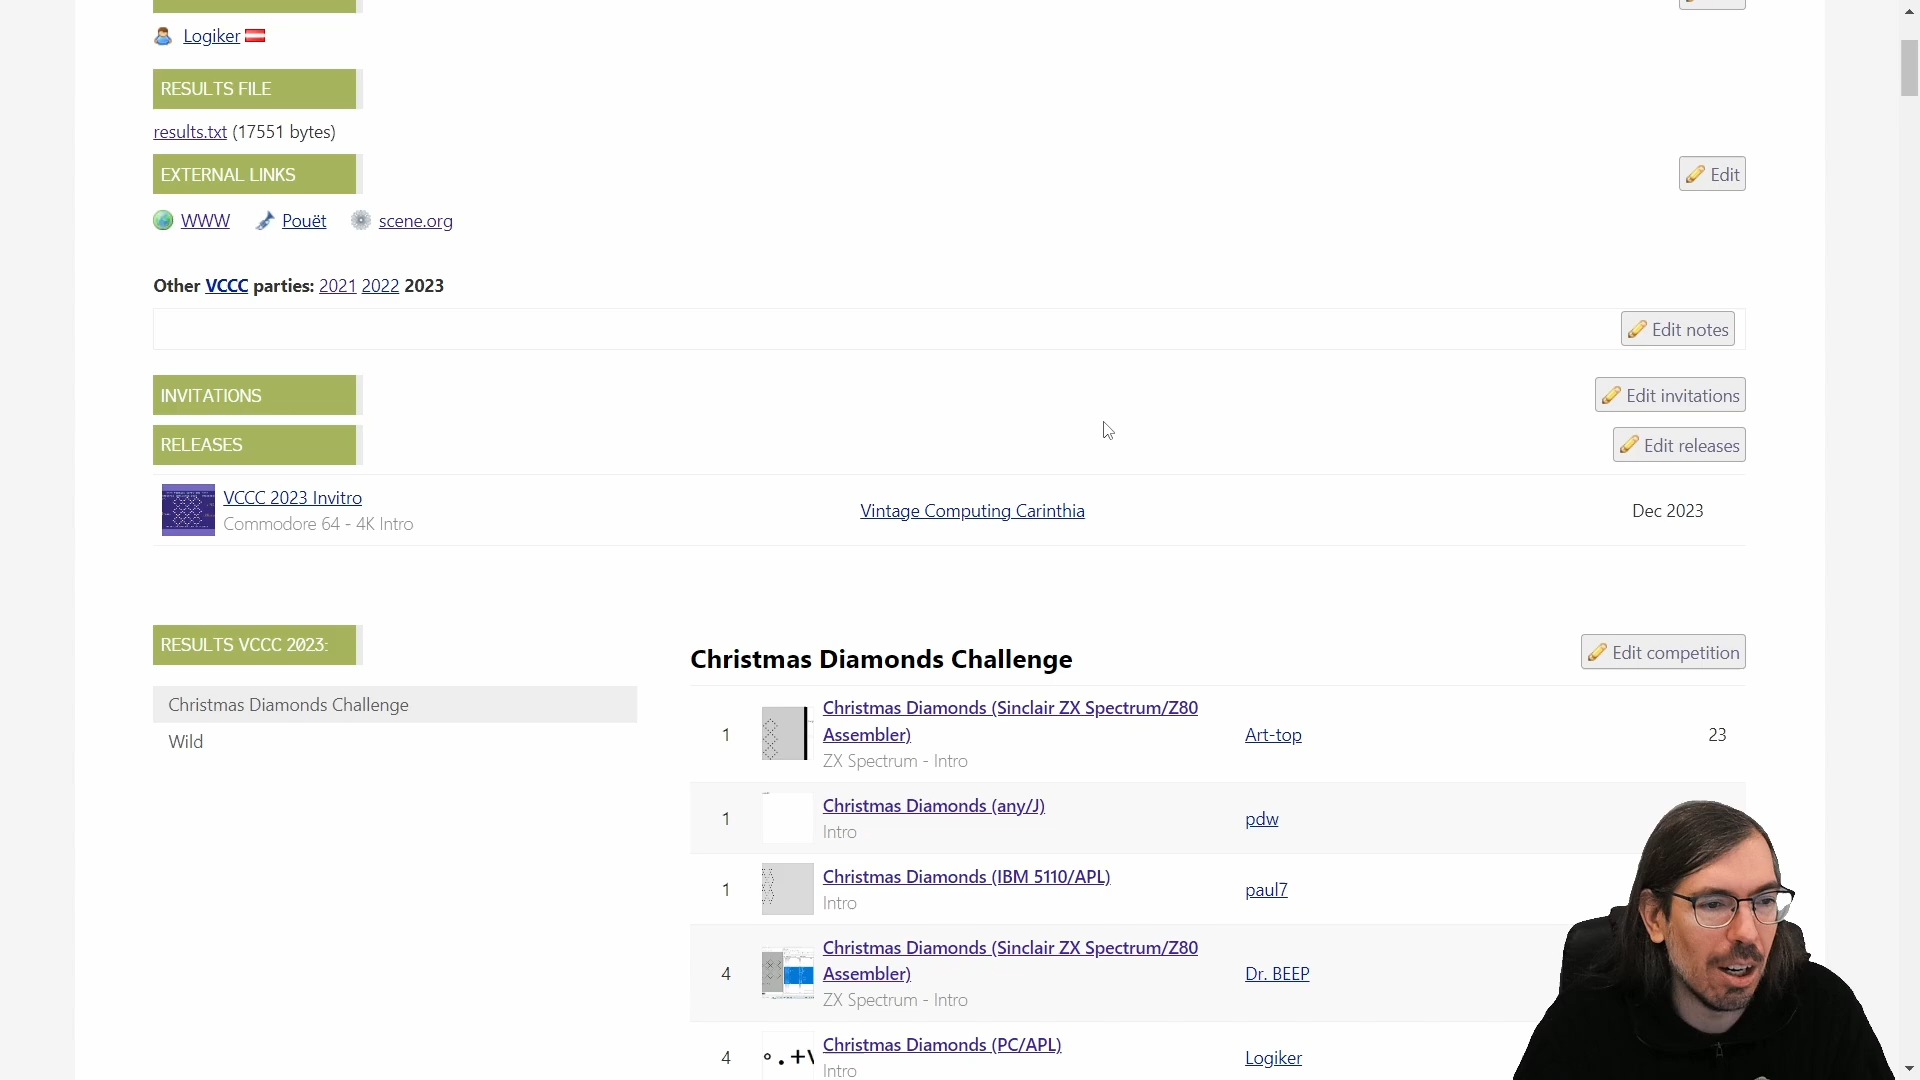 Logiker
RESULTS FILE
results.txt (17551 bytes)
EXTERNAL LINKS
Edit
WWW Pouët scene.org
Other VCCC parties: 2021 2022 2023
Edit notes
INVITATIONS
Edit invitations
RELEASES
Edit releases
VCCC 2023 Invitro
Commodore 64 - 4K Intro
Vintage Computing Carinthia
Dec 2023
RESULTS VCCC 2023:
Christmas Diamonds Challenge
Wild
Christmas Diamonds Challenge
Edit competition
1
Christmas Diamonds (Sinclair ZX Spectrum/Z80
Assembler)
ZX Spectrum - Intro
Art-top
23
1
Christmas Diamonds (any/J)
Intro
pdw
1
Christmas Diamonds (IBM 5110/APL)
Intro
paul7
4
Christmas Diamonds (Sinclair ZX Spectrum/Z80
Assembler)
ZX Spectrum - Intro
Dr. BEEP
4
Christmas Diamonds (PC/APL)
Intro
Logiker